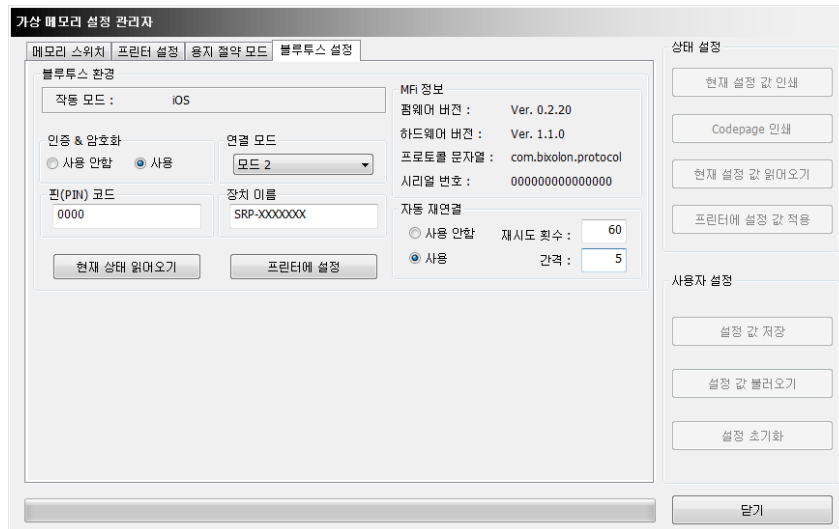 가상 메모리 설정 관리자
메모리 스위치 프린터 설정 용지 절약 모드 블루투스 설정
블루투스 환경
작동 모드 : iOS
인증 & 암호화
사용 안함 사용
연결 모드
모드 2
핀(PIN) 코드
0000
장치 이름
SRP-XXXXXXX
현재 상태 읽어오기 프린터에 설정
MFi 정보
펌웨어 버전 : Ver. 0.2.20
하드웨어 버전 : Ver. 1.1.0
프로토콜 문자열 : com.bixolon.protocol
시리얼 번호 : 000000000000000
자동 재연결
사용 안함 재시도 횟수 : 60
사용 간격 : 5
상태 설정
현재 설정 값 인쇄
Codepage 인쇄
현재 설정 값 읽어오기
프린터에 설정 값 적용
사용자 설정
설정 값 저장
설정 값 불러오기
설정 초기화
닫기